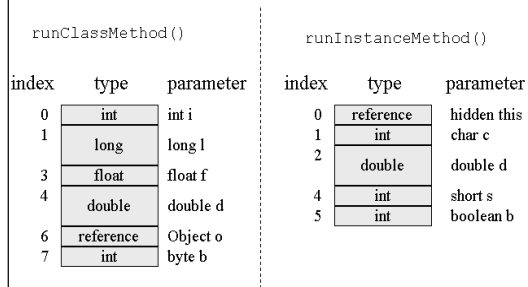 runClassMethod()
index type parameter
0 int int i
1 long long l
3 float float f
4 double double d
6 reference Object o
7 int byte b
runInstanceMethod()
index type parameter
0 reference hidden this
1 int char c
2 double double d
4 int short s
5 int boolean b